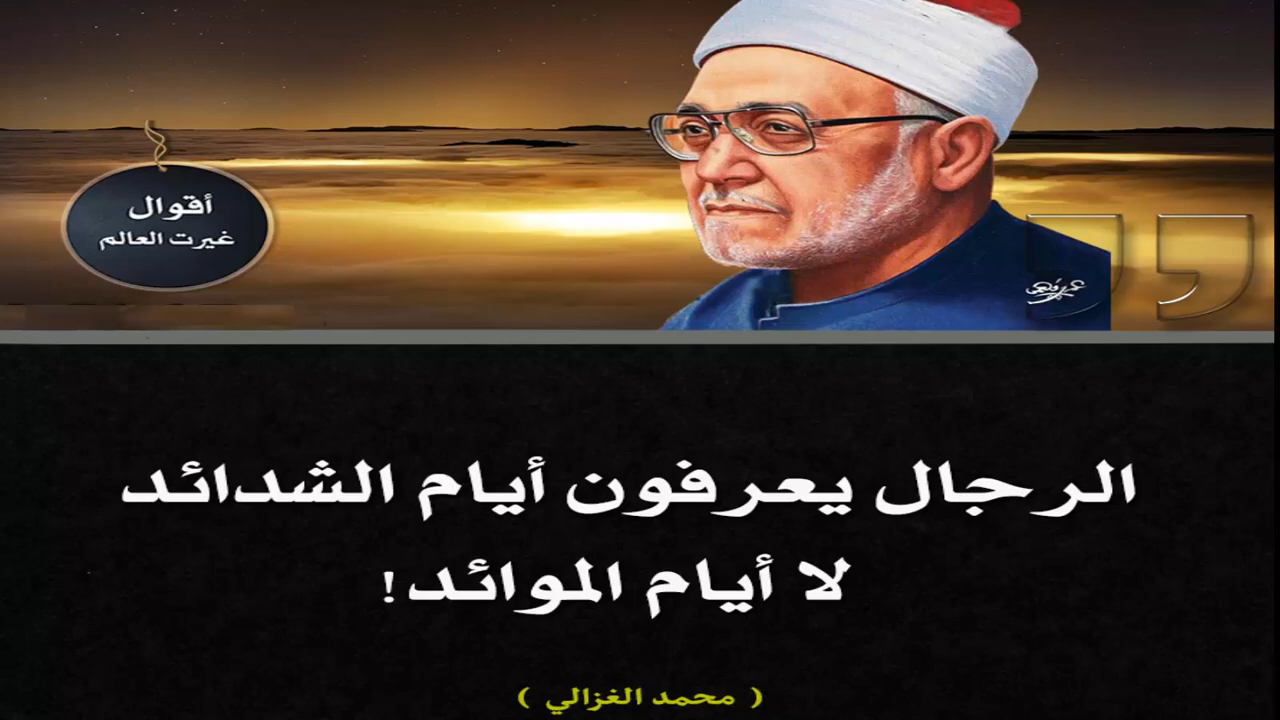 أقوال
غيرت العالم
الرجال يعرفون أيام الشدائد
لا أيام الموائد!
( محمد الغزالي )